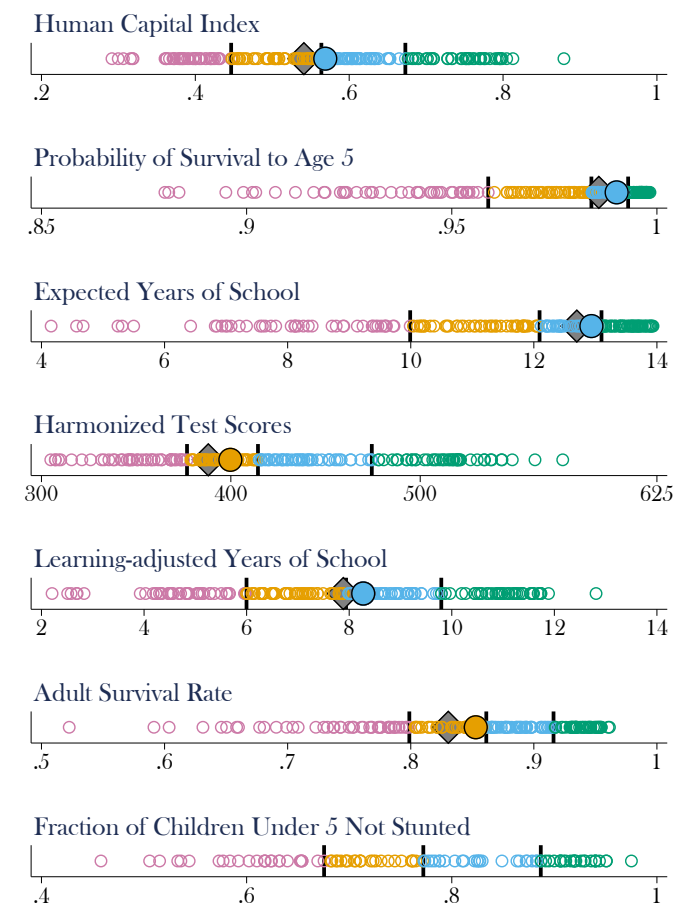 Human Capital Index
.2 .4 .6 .8 1
Probability of Survival to Age 5
.85 .9 .95 1
Expected Years of School
4 6 8 10 12 14
Harmonized Test Scores
300 400 500 625
Learning-adjusted Years of School
2 4 6 8 10 12 14
Adult Survival Rate
.5 .6 .7 .8 .9 1
Fraction of Children Under 5 Not Stunted
.4 .6 .8 1